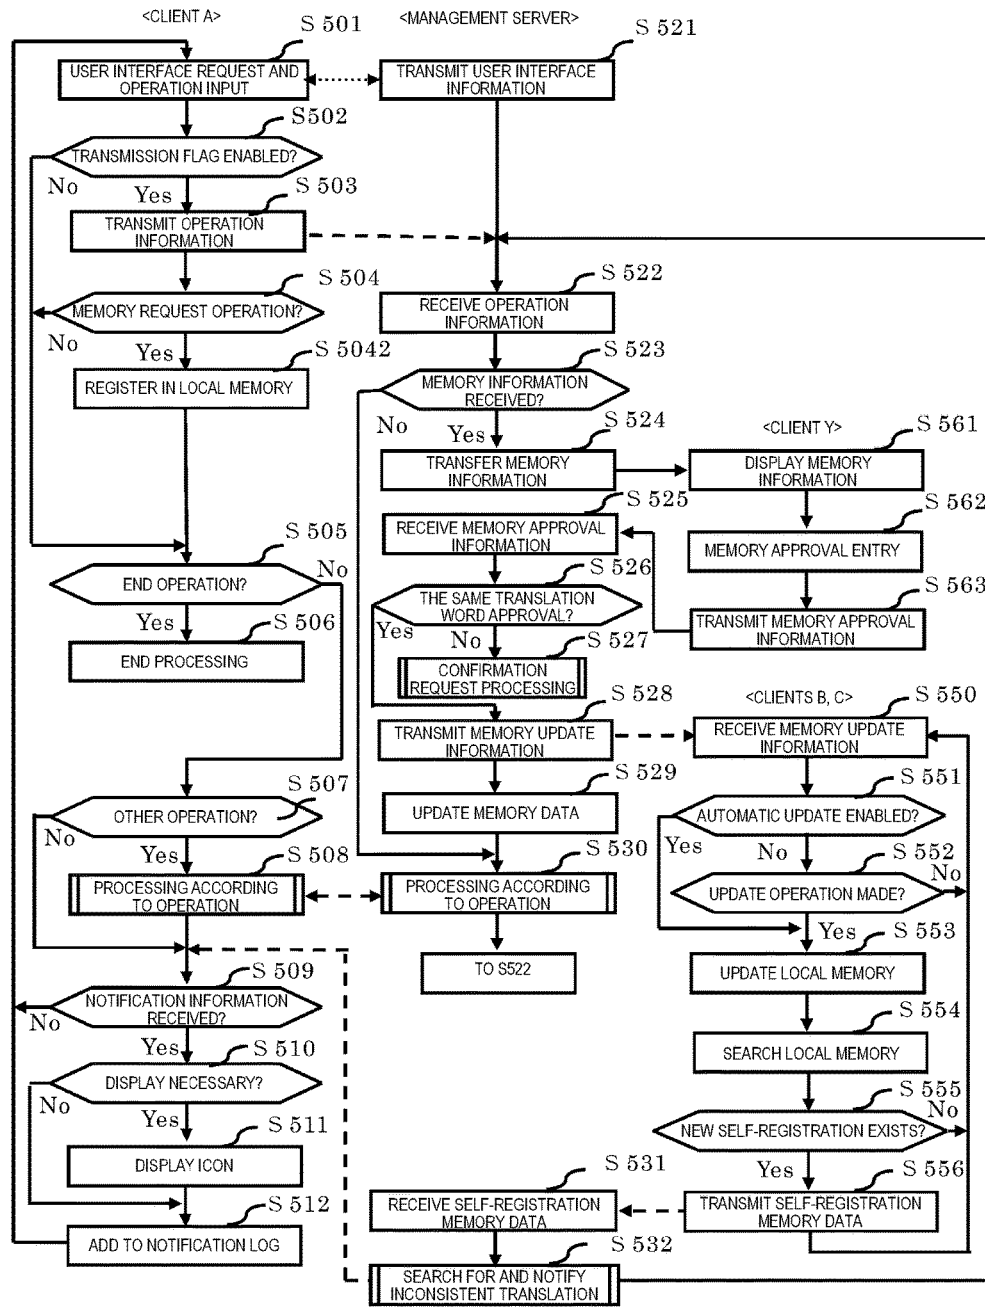 <CLIENT A>
S 501
USER INTERFACE REQUEST AND
OPERATION INPUT
S502
TRANSMISSION FLAG ENABLED?
No
Yes
S 503
TRANSMIT OPERATION
INFORMATION
S 504
MEMORY REQUEST OPERATION?
No
Yes
S 5042
REGISTER IN LOCAL MEMORY
S 505
END OPERATION?
No
Yes
S 506
END PROCESSING
S 507
OTHER OPERATION?
No
Yes
S 508
PROCESSING ACCORDING
TO OPERATION
S 509
NOTIFICATION INFORMATION
RECEIVED?
No
Yes
S 510
DISPLAY NECESSARY?
No
Yes
S 511
DISPLAY ICON
S 512
ADD TO NOTIFICATION LOG
<MANAGEMENT SERVER>
S 521
TRANSMIT USER INTERFACE
INFORMATION
S 522
RECEIVE OPERATION
INFORMATION
S 523
MEMORY INFORMATION
RECEIVED?
No
Yes
S 524
TRANSFER MEMORY
INFORMATION
S 525
RECEIVE MEMORY APPROVAL
INFORMATION
S 526
THE SAME TRANSLATION
WORD APPROVAL?
Yes
No
S 527
CONFIRMATION
REQUEST PROCESSING
S 528
TRANSMIT MEMORY UPDATE
INFORMATION
S 529
UPDATE MEMORY DATA
S 530
PROCESSING ACCORDING
TO OPERATION
TO S522
S 531
RECEIVE SELF-REGISTRATION
MEMORY DATA
S 532
SEARCH FOR AND NOTIFY
INCONSISTENT TRANSLATION
<CLIENT Y>
S 561
DISPLAY MEMORY
INFORMATION
S 562
MEMORY APPROVAL ENTRY
S 563
TRANSMIT MEMORY APPROVAL
INFORMATION
<CLIENTS B, C>
S 550
RECEIVE MEMORY UPDATE
INFORMATION
S 551
AUTOMATIC UPDATE ENABLED?
Yes
No
S 552
UPDATE OPERATION MADE?
No
Yes
S 553
UPDATE LOCAL MEMORY
S 554
SEARCH LOCAL MEMORY
S 555
NEW SELF-REGISTRATION EXISTS?
No
Yes
S 556
TRANSMIT SELF-REGISTRATION
MEMORY DATA